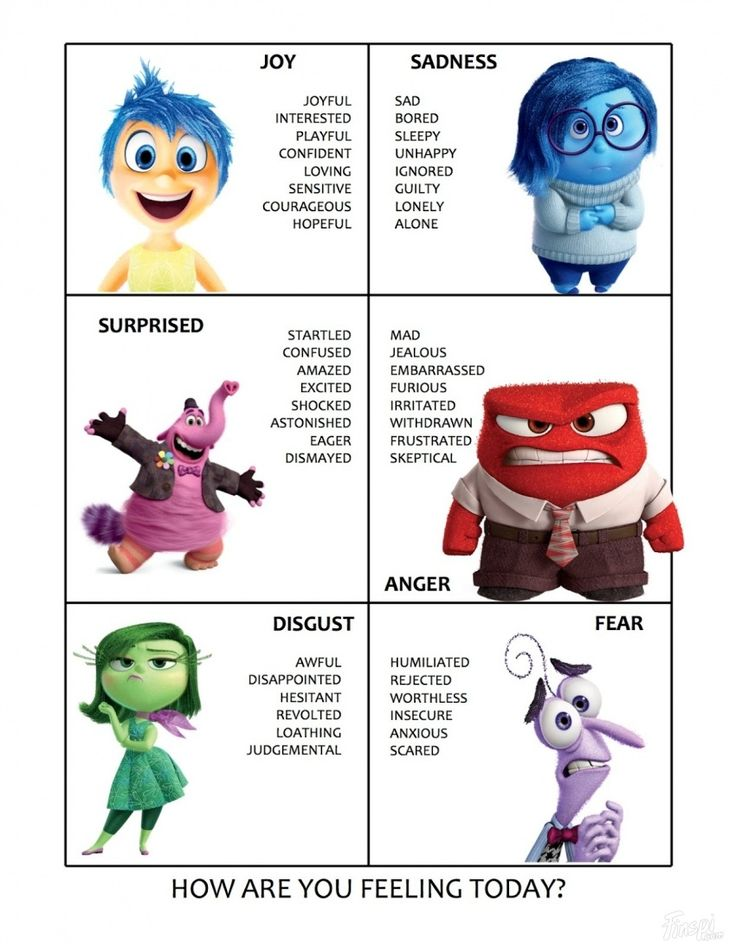 JOY
JOYFUL
INTERESTED
PLAYFUL
CONFIDENT
LOVING
SENSITIVE
COURAGEOUS
HOPEFUL
SADNESS
SAD
BORED
SLEEPY
UNHAPPY
IGNORED
GUILTY
LONELY
ALONE
SURPRISED
STARTLED
CONFUSED
AMAZED
EXCITED
SHOCKED
ASTONISHED
EAGER
DISMAYED
MAD
JEALOUS
EMBARRASSED
FURIOUS
IRRITATED
WITHDRAWN
FRUSTRATED
SKEPTICAL
ANGER
DISGUST
AWFUL
DISAPPOINTED
HESITANT
REVOLTED
LOATHING
JUDGEMENTAL
FEAR
HUMILIATED
REJECTED
WORTHLESS
INSECURE
ANXIOUS
SCARED
HOW ARE YOU FEELING TODAY?
Finspi
.com